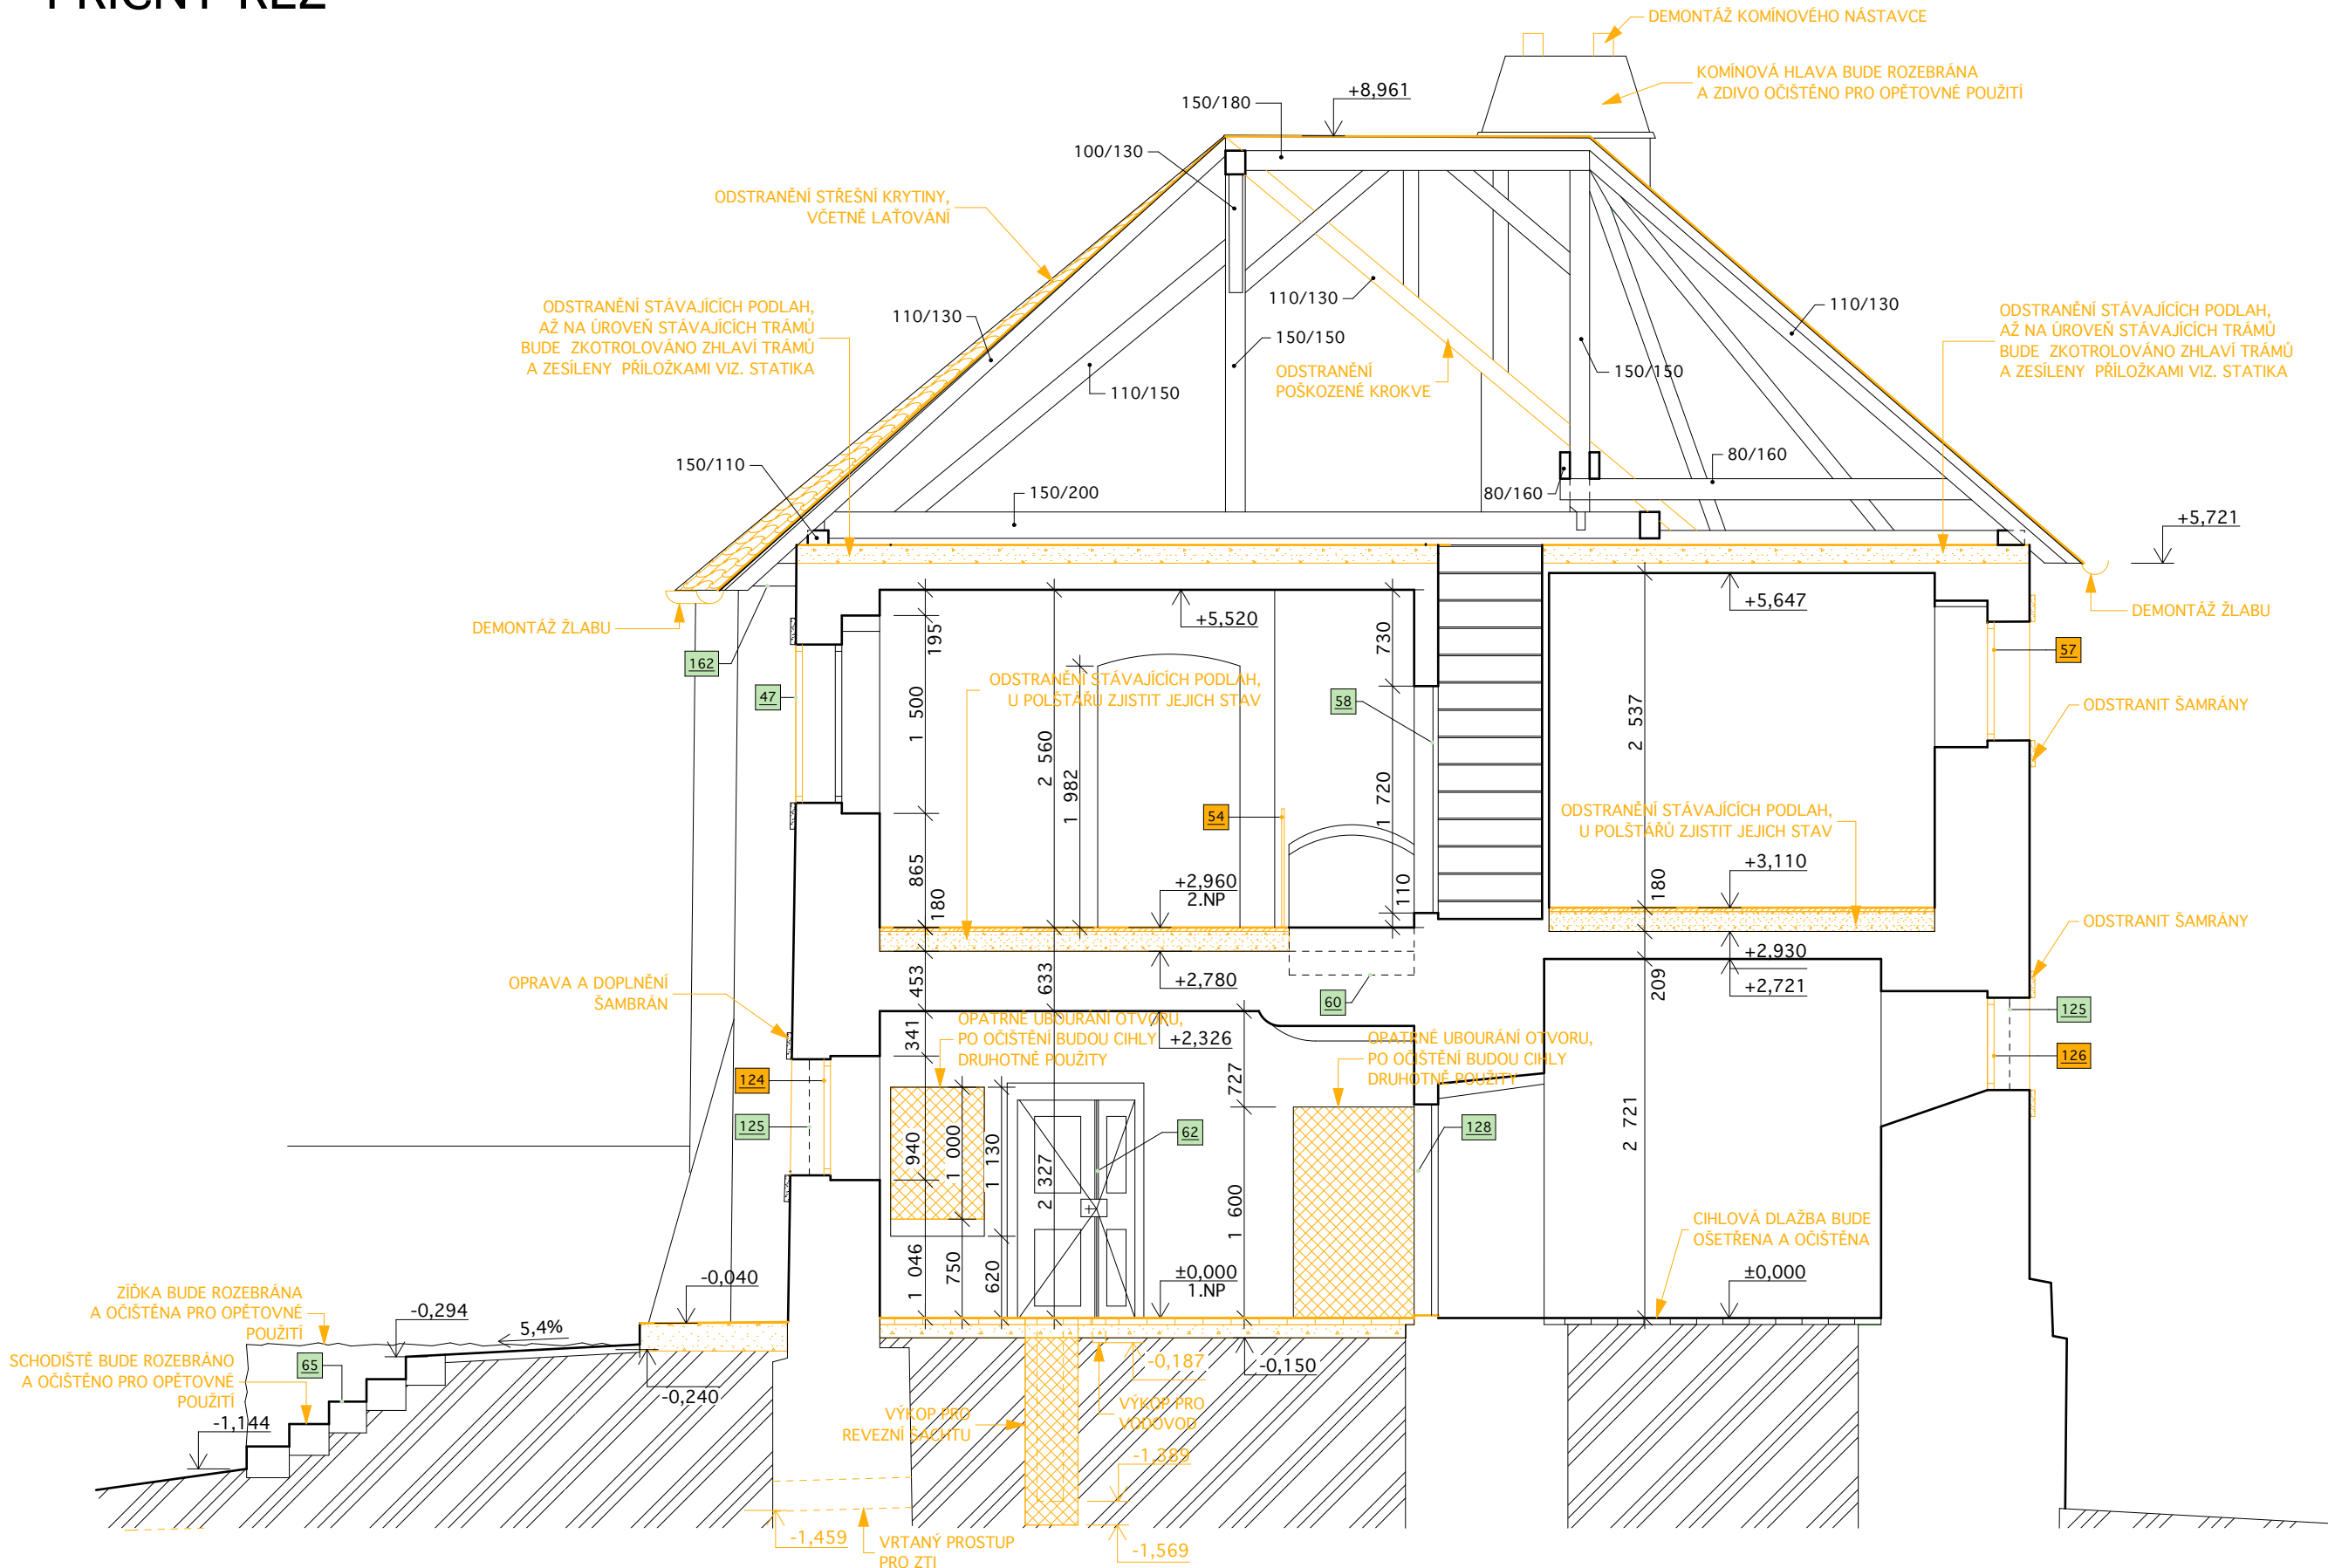 PŘÍČNÝ ŘEZ
DEMONTÁŽ KOMÍNOVÉHO NÁSTAVCE
KOMÍNOVÁ HLAVA BUDE ROZEBRÁNA
A ZDIVO OČIŠTĚNO PRO OPĚTOVNÉ POUŽITÍ
+8,961
150/180
100/130
ODSTRANĚNÍ STŘEŠNÍ KRYTINY,
VČETNĚ LAŤOVÁNÍ
ODSTRANĚNÍ STÁVAJÍCÍCH PODLAH,
AŽ NA ÚROVEŇ STÁVAJÍCÍCH TRÁMŮ
BUDE ZKOTROLOVÁNO ZHLAVÍ TRÁMŮ
A ZESÍLENY PŘÍLOŽKAMI VIZ. STATIKA
110/130
110/130
110/130
150/150
ODSTRANĚNÍ
POŠKOZENÉ KROKVE
150/150
110/150
ODSTRANĚNÍ STÁVAJÍCÍCH PODLAH,
AŽ NA ÚROVEŇ STÁVAJÍCÍCH TRÁMŮ
BUDE ZKOTROLOVÁNO ZHLAVÍ TRÁMŮ
A ZESÍLENY PŘÍLOŽKAMI VIZ. STATIKA
150/110
150/200
80/160
80/160
+5,721
DEMONTÁŽ ŽLABU
DEMONTÁŽ ŽLABU
+5,520
+5,647
195
730
162
47
58
57
ODSTRANĚNÍ STÁVAJÍCÍCH PODLAH,
U POLŠTÁŘŮ ZJISTIT JEJICH STAV
ODSTRANIT ŠAMRÁNY
1 500
2 560
1 982
1 720
2 537
54
ODSTRANĚNÍ STÁVAJÍCÍCH PODLAH,
U POLŠTÁŘŮ ZJISTIT JEJICH STAV
865
180
+2,960
2.NP
110
180
+3,110
ODSTRANIT ŠAMRÁNY
+2,930
OPRAVA A DOPLNĚNÍ
ŠAMBRÁN
453
633
+2,780
60
209
+2,721
125
126
341
OPATRNÉ UBOURÁNÍ OTVORU,
PO OČIŠTĚNÍ BUDOU CIHLY
DRUHOTNĚ POUŽITY
+2,326
OPATRNÉ UBOURÁNÍ OTVORU,
PO OČIŠTĚNÍ BUDOU CIHLY
DRUHOTNĚ POUŽITY
124
125
727
62
128
940
1 000
1 130
2 327
1 600
2 721
1 046
750
620
CIHLOVÁ DLAŽBA BUDE
OŠETŘENA A OČIŠTĚNA
±0,000
1.NP
±0,000
-0,040
ZÍĎKA BUDE ROZEBRÁNA
A OČIŠTĚNA PRO OPĚTOVNÉ
POUŽITÍ
-0,294
5,4%
SCHODIŠTĚ BUDE ROZEBRÁNO
A OČIŠTĚNO PRO OPĚTOVNÉ
POUŽITÍ
65
-0,187
-0,150
-0,240
-1,144
VÝKOP PRO
REVEZNÍ ŠACHTU
VÝKOP PRO
VODOVOD
-1,389
-1,459
VRTANÝ PROSTUP
PRO ZTI
-1,569